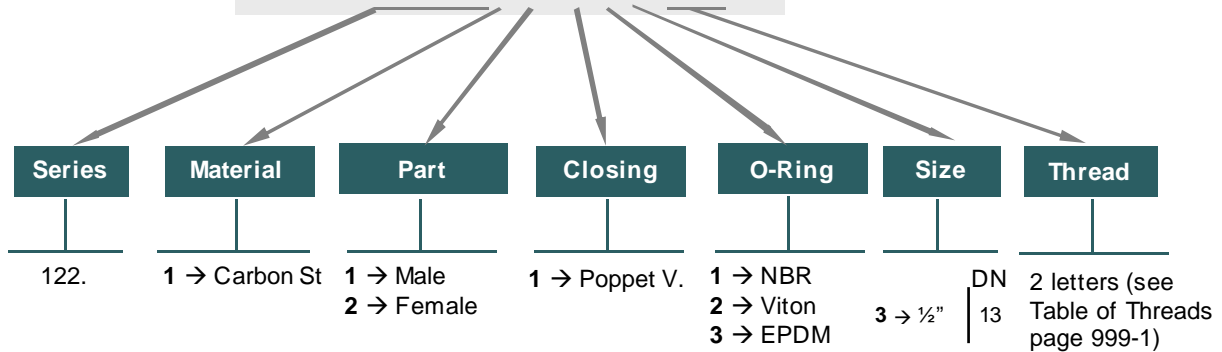 Series Material Part Closing O-Ring Size Thread
122.
1 → Carbon St
1 → Male
2 → Female
1 → Poppet V.
1 → NBR
2 → Viton
3 → EPDM
DN
3 → ½” 13
2 letters (see
Table of Threads
page 999-1)